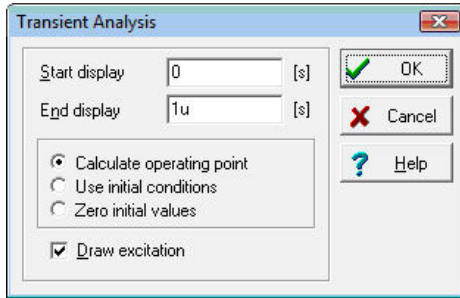 Transient Analysis
Start display 0 [s]
End display 1u [s]
Calculate operating point
Use initial conditions
Zero initial values
Draw excitation
OK
Cancel
? Help